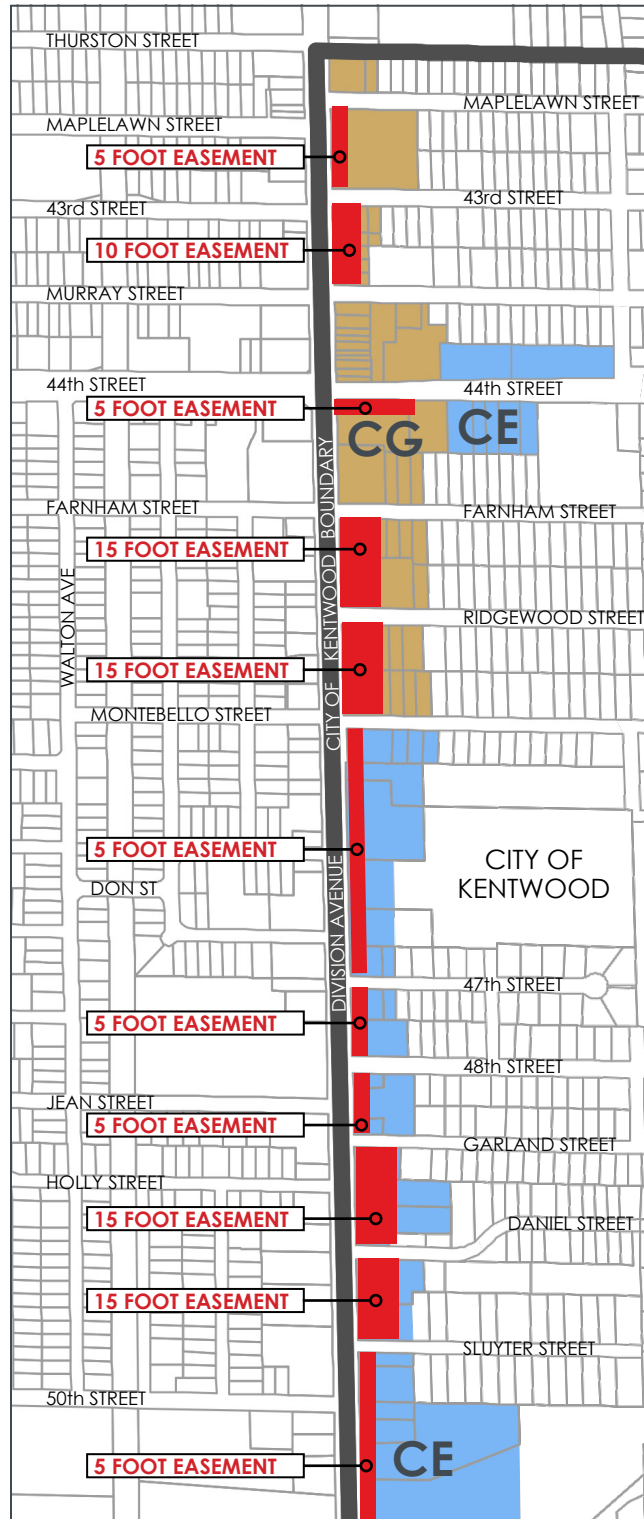 THURSTON STREET
MAPLELAWN STREET
MAPLELAWN STREET
5 FOOT EASEMENT
43rd STREET
43rd STREET
10 FOOT EASEMENT
MURRAY STREET
44th STREET
44th STREET
5 FOOT EASEMENT
CG
CE
FARNHAM STREET
FARNHAM STREET
15 FOOT EASEMENT
WALTON AVE
CITY OF KENTWOOD BOUNDARY
RIDGEWOOD STREET
15 FOOT EASEMENT
MONTEBELLO STREET
5 FOOT EASEMENT
CITY OF
KENTWOOD
DON ST
DIVISION AVENUE
47th STREET
5 FOOT EASEMENT
48th STREET
JEAN STREET
5 FOOT EASEMENT
GARLAND STREET
HOLLY STREET
15 FOOT EASEMENT
DANIEL STREET
15 FOOT EASEMENT
SLUYTER STREET
50th STREET
5 FOOT EASEMENT
CE